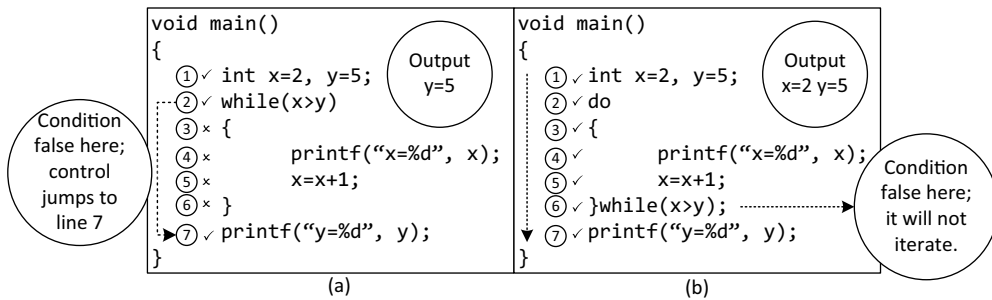 Condition
false here;
control
jumps to
line 7
void main()
{
1 ✓ int x=2, y=5;
2 ✓ while(x>y)
3 × {
4 × printf(“x=%d”, x);
5 × x=x+1;
6 × }
7 ✓ printf(“y=%d”, y);
}
Output
y=5
(a)
void main()
{
1 ✓ int x=2, y=5;
2 ✓ do
3 ✓ {
4 ✓ printf(“x=%d”, x);
5 ✓ x=x+1;
6 ✓ }while(x>y);
7 ✓ printf(“y=%d”, y);
}
Output
x=2 y=5
Condition
false here;
it will not
iterate.
(b)